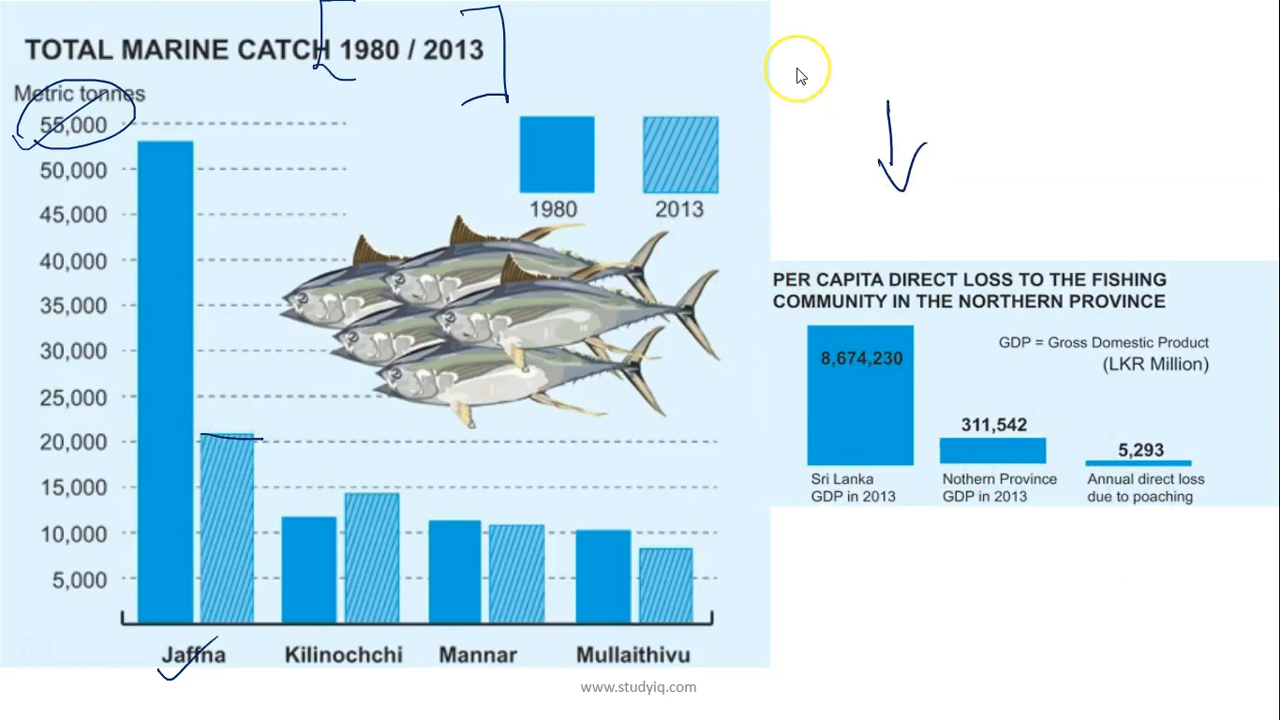 TOTAL MARINE CATCH 1980 / 2013
Metric tonnes
55,000
50,000
45,000
40,000
35,000
30,000
25,000
20,000
15,000
10,000
5,000
1980
2013
Jaffna
Kilinochchi
Mannar
Mullaithivu
PER CAPITA DIRECT LOSS TO THE FISHING
COMMUNITY IN THE NORTHERN PROVINCE
GDP = Gross Domestic Product
(LKR Million)
8,674,230
311,542
5,293
Sri Lanka
GDP in 2013
Nothern Province
GDP in 2013
Annual direct loss
due to poaching
www.studyiq.com